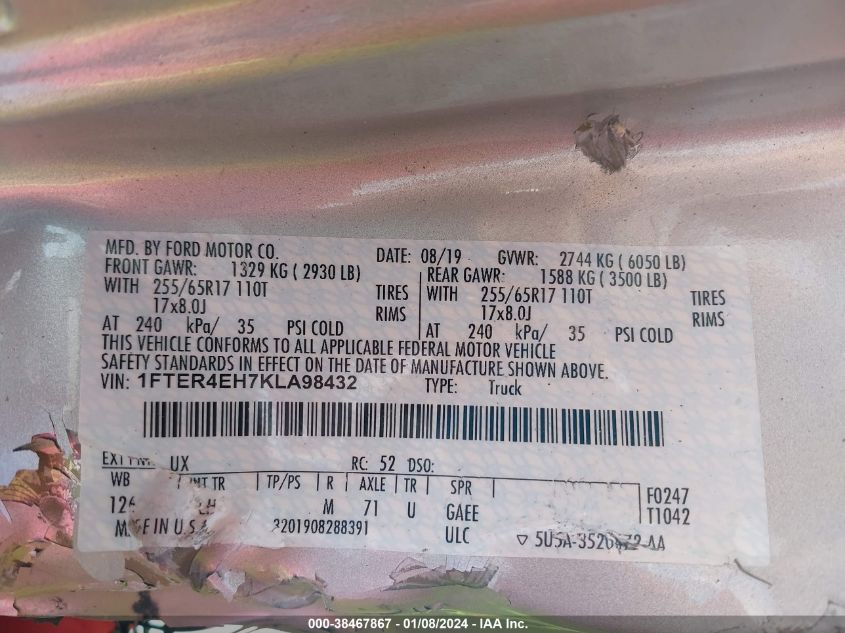 MFD. BY FORD MOTOR CO. DATE: 08/19 GVWR: 2744 KG ( 6050 LB)
FRONT GAWR: 1329 KG ( 2930 LB) REAR GAWR: 1588 KG ( 3500 LB)
WITH 255/65R17 110T TIRES WITH 255/65R17 110T TIRES
17x8.0J RIMS 17x8.0J RIMS
AT 240 kPa/ 35 PSI COLD AT 240 kPa/ 35 PSI COLD
THIS VEHICLE CONFORMS TO ALL APPLICABLE FEDERAL MOTOR VEHICLE
SAFETY STANDARDS IN EFFECT ON THE DATE OF MANUFACTURE SHOWN ABOVE.
VIN: 1FTER4EH7KLA98432 TYPE: Truck
UX RC: 52 DSO:
WB INT TR TP/PS R AXLE TR SPR F0247
M 71 U GAEE T1042
IN U.S.A 3201908288391 ULC
000-38467867 - 01/08/2024 - IAA Inc.